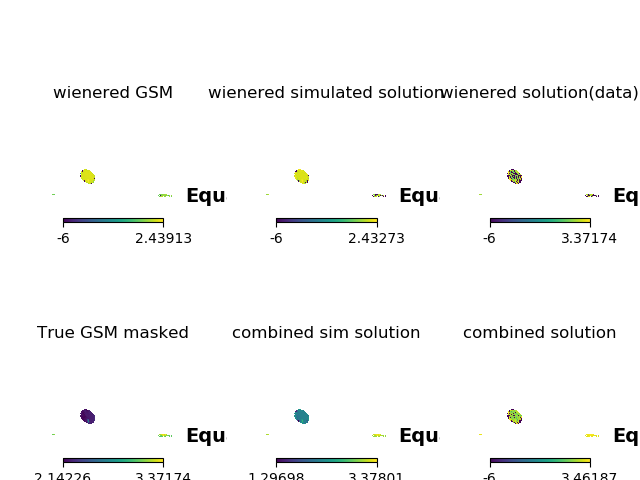 wienered GSM
wienered simulated solution
wienered solution(data)
Equ
Equ
Eq
-6 2.43913
-6 2.43273
-6 3.37174
True GSM masked
combined sim solution
combined solution
Equ
Equ
Eq
2.14226 3.37174
1.29698 3.37801
-6 3.46187